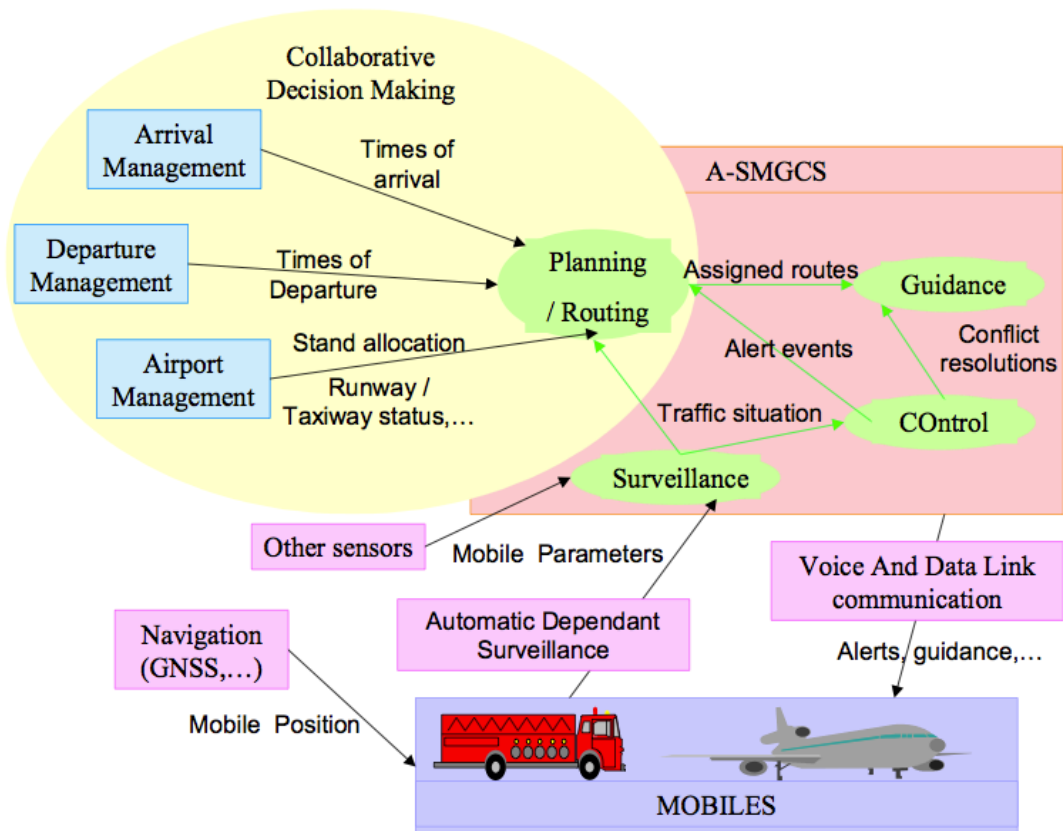 Collaborative
Decision Making
Arrival
Management
Times of
arrival
A-SMGCS
Departure
Management
Times of
Departure
Planning
/ Routing
Assigned routes
Guidance
Airport
Management
Stand allocation
Runway /
Taxiway status,…
Alert events
Conflict
resolutions
Traffic situation
COntrol
Surveillance
Other sensors
Mobile Parameters
Voice And Data Link
communication
Navigation
(GNSS,…)
Automatic Dependant
Surveillance
Alerts, guidance,…
Mobile Position
MOBILES